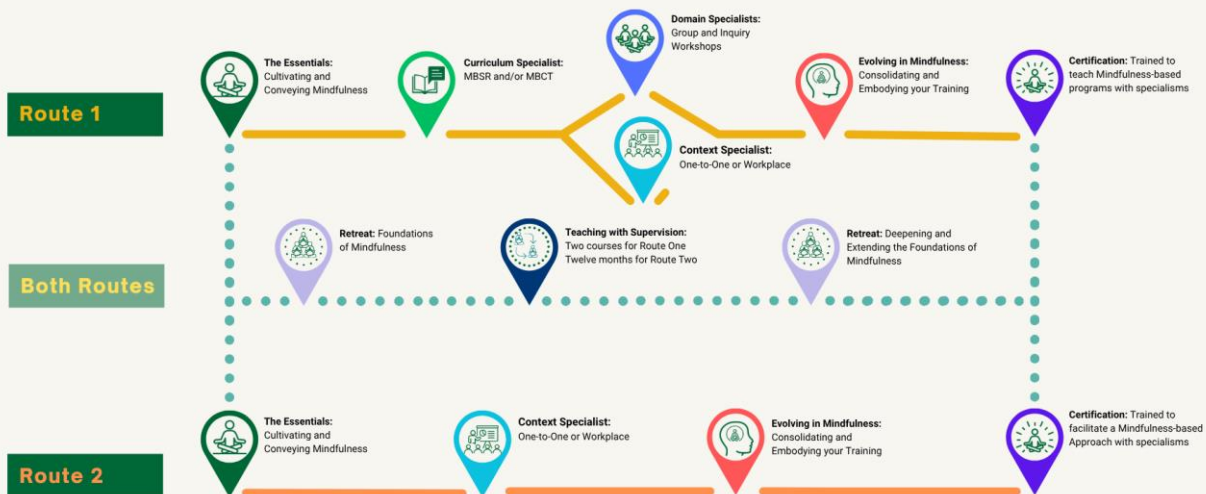 Domain Specialists:
Group and Inquiry
Workshops
The Essentials:
Cultivating and
Conveying Mindfulness
Curriculum Specialist:
MBSR and/or MBCT
Evolving in Mindfulness:
Consolidating and
Embodying your Training
Certification: Trained to
teach Mindfulness-based
programs with specialisms
Route 1
Context Specialist:
One-to-One or Workplace
Retreat: Foundations
of Mindfulness
Teaching with Supervision:
Two courses for Route One
Twelve months for Route Two
Retreat: Deepening and
Extending the Foundations of
Mindfulness
Both Routes
The Essentials:
Cultivating and
Conveying Mindfulness
Context Specialist:
One-to-One or Workplace
Evolving in Mindfulness:
Consolidating and
Embodying your Training
Certification: Trained to
facilitate a Mindfulness-based
Approach with specialisms
Route 2